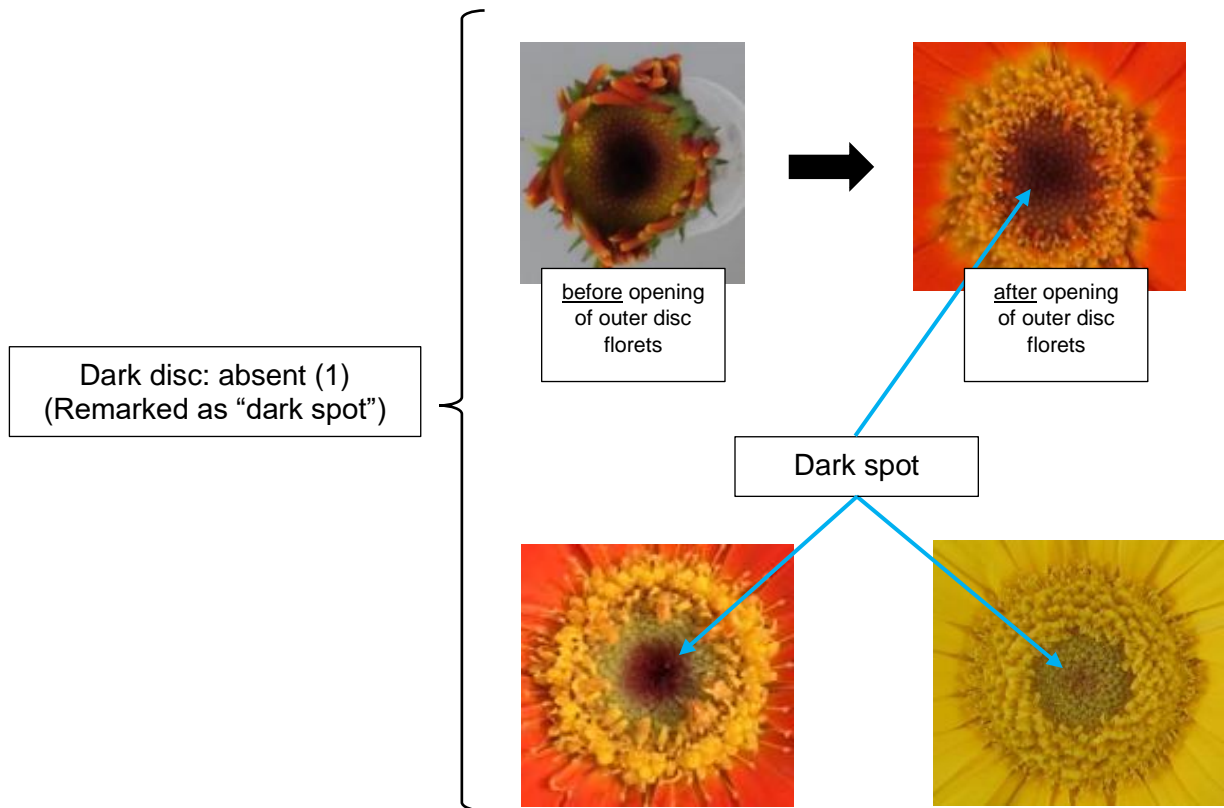 before opening
of outer disc
florets
after opening
of outer disc
florets
Dark disc: absent (1)
(Remarked as “dark spot”)
Dark spot